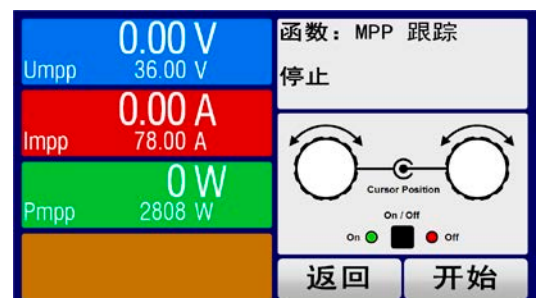 0.00 V
Umpp 36.00 V
0.00 A
Impp 78.00 A
0 W
Pmpp 2808 W
函数: MPP 跟踪
停止
Cursor Position
On / Off
On Off
返回 开始